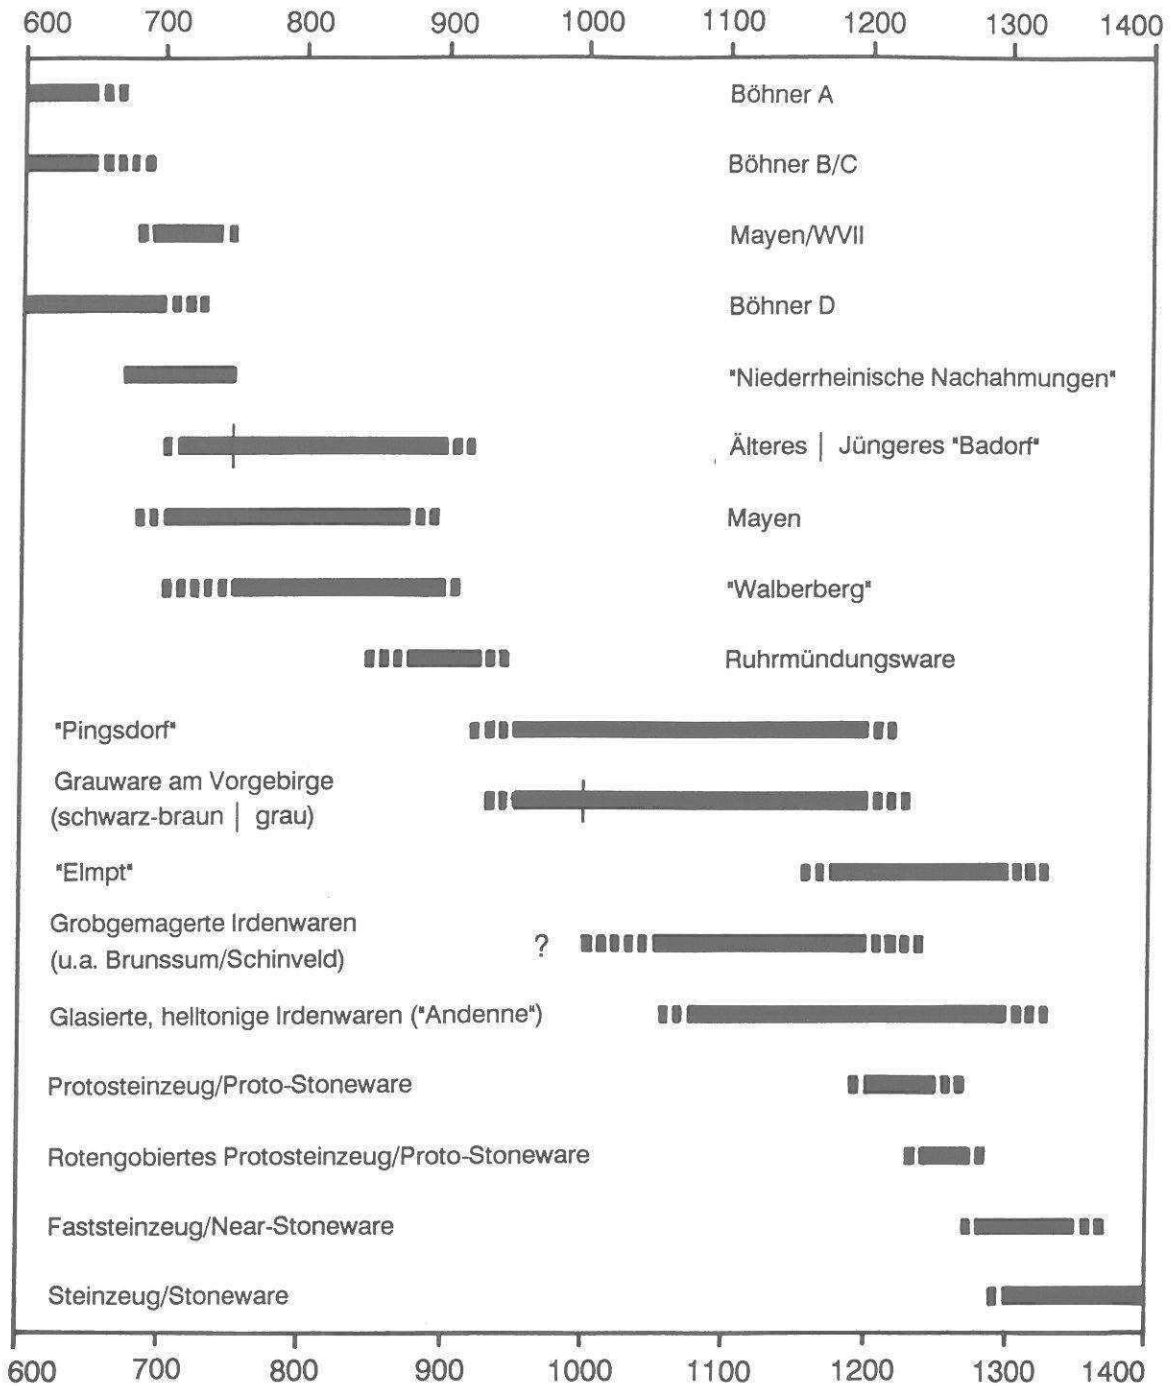 600 700 800 900 1000 1100 1200 1300 1400
Böhner A
Böhner B/C
Mayen/WVII
Böhner D
"Niederrheinische Nachahmungen"
Älteres | Jüngeres "Badorf"
Mayen
"Walberberg"
Ruhrmündungsware
"Pingsdorf"
Grauware am Vorgebirge
(schwarz-braun | grau)
"Elmpt"
Grobgemagerte Irdenwaren
(u.a. Brunssum/Schinveld) ?
Glasierte, helltonige Irdenwaren ("Andenne")
Protosteinzeug/Proto-Stoneware
Rotengobiertes Protosteinzeug/Proto-Stoneware
Faststeinzeug/Near-Stoneware
Steinzeug/Stoneware
600 700 800 900 1000 1100 1200 1300 1400